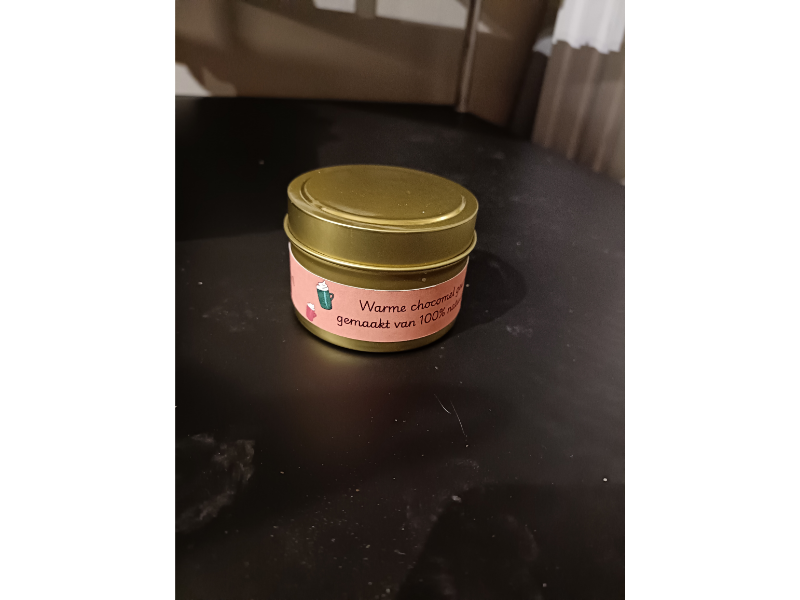 Warme chocomel
gemaakt van 100%